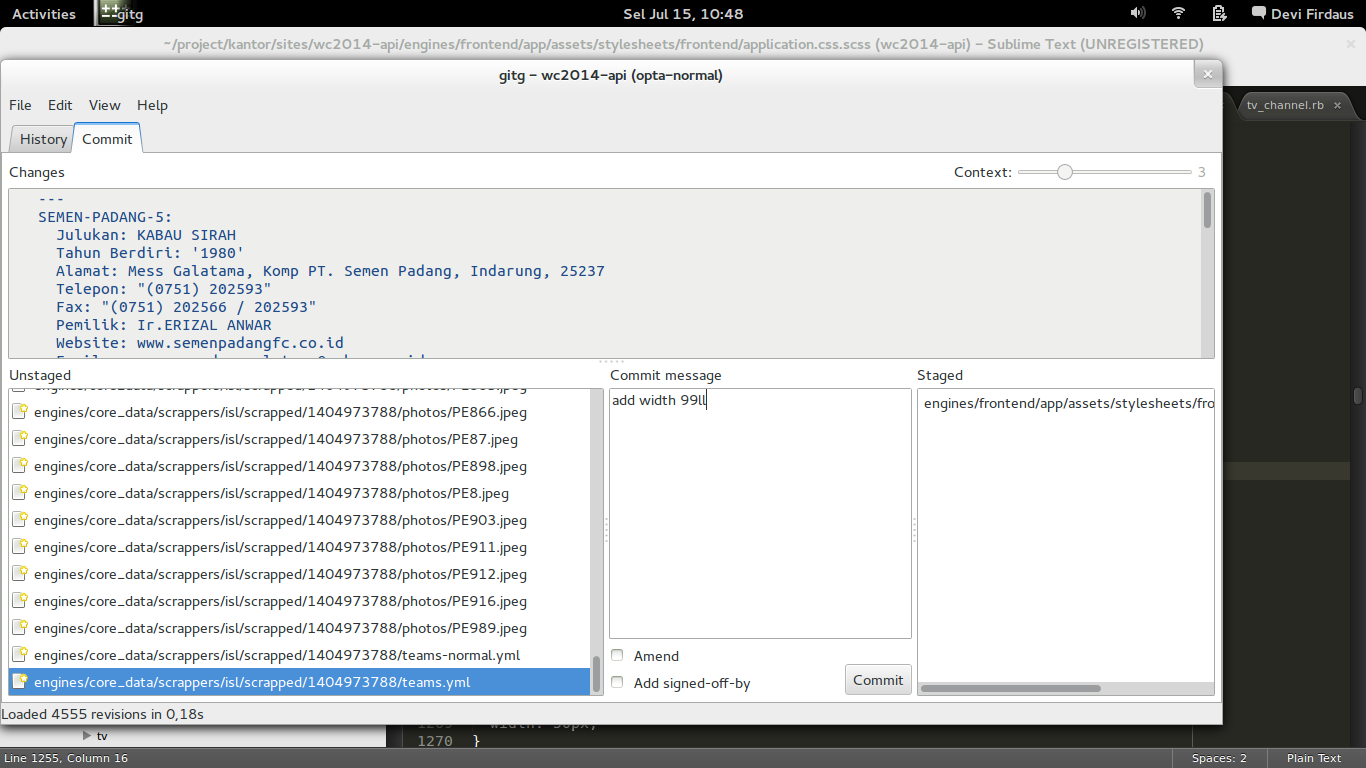 Activities gitg Sel Jul 15, 10:48 Devi Firdaus
~/project/kantor/sites/wc2014-api/engines/frontend/app/assets/stylesheets/frontend/application.css.scss (wc2014-api) - Sublime Text (UNREGISTERED)
gitg - wc2014-api (opta-normal)
tv_channel.rb
File Edit View Help
History Commit
Changes Context: 3
---
SEMEN-PADANG-5:
Julukan: KABAU SIRAH
Tahun Berdiri: '1980'
Alamat: Mess Galatama, Komp PT. Semen Padang, Indarung, 25237
Telepon: "(0751) 202593"
Fax: "(0751) 202566 / 202593"
Pemilik: Ir.ERIZAL ANWAR
Website: www.semenpadangfc.co.id
Unstaged
engines/core_data/scrappers/isl/scrapped/1404973788/photos/PE866.jpeg
engines/core_data/scrappers/isl/scrapped/1404973788/photos/PE87.jpeg
engines/core_data/scrappers/isl/scrapped/1404973788/photos/PE898.jpeg
engines/core_data/scrappers/isl/scrapped/1404973788/photos/PE8.jpeg
engines/core_data/scrappers/isl/scrapped/1404973788/photos/PE903.jpeg
engines/core_data/scrappers/isl/scrapped/1404973788/photos/PE911.jpeg
engines/core_data/scrappers/isl/scrapped/1404973788/photos/PE912.jpeg
engines/core_data/scrappers/isl/scrapped/1404973788/photos/PE916.jpeg
engines/core_data/scrappers/isl/scrapped/1404973788/photos/PE989.jpeg
engines/core_data/scrappers/isl/scrapped/1404973788/teams-normal.yml
engines/core_data/scrappers/isl/scrapped/1404973788/teams.yml
Commit message
add width 99ll
Amend
Add signed-off-by
Commit
Staged
engines/frontend/app/assets/stylesheets/fro
Loaded 4555 revisions in 0,18s
tv
1270 }
Line 1255, Column 16 Spaces: 2 Plain Text